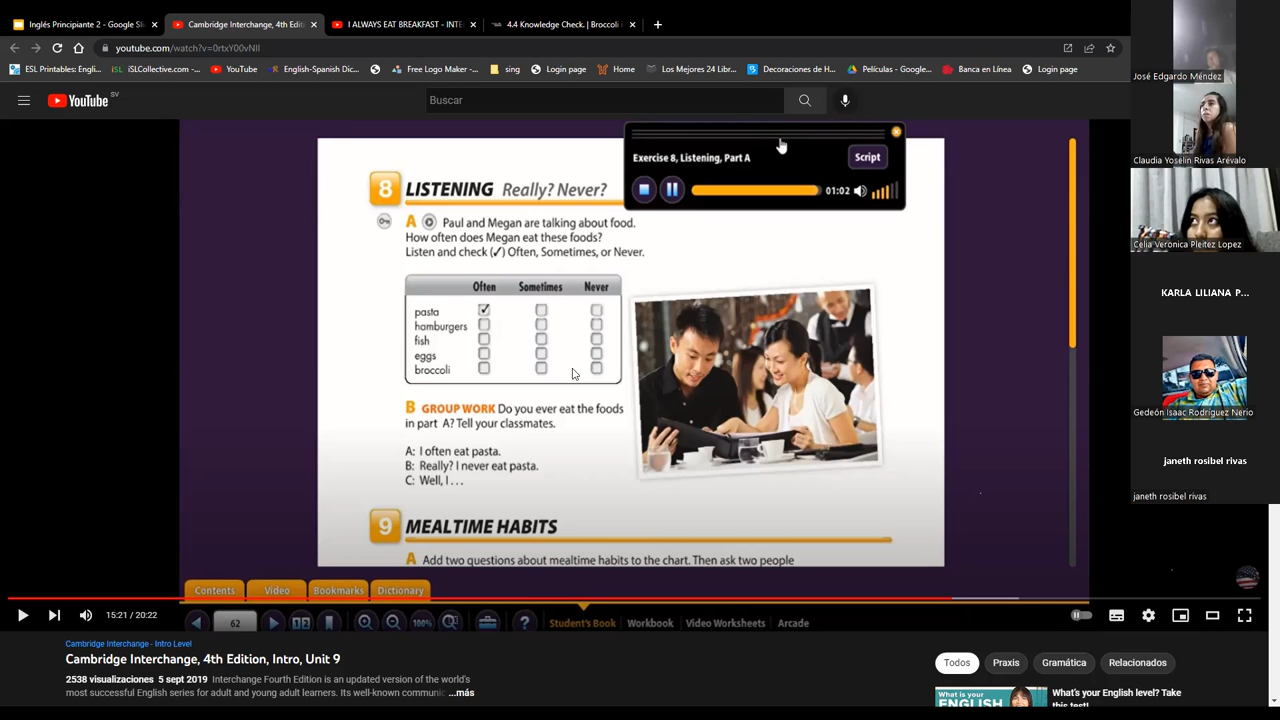 Inglés Principiante 2 - Google Sl
Cambridge Interchange, 4th Edit
I ALWAYS EAT BREAKFAST - INTE
4.4 Knowledge Check. | Broccoli
youtube.com/watch?v=0rtxY00vNII
ESL Printables: Engli...
iSLCollective.com -...
YouTube
English-Spanish Dic...
Free Logo Maker -...
sing
Login page
Home
Los Mejores 24 Libr...
Decoraciones de H...
Películas - Google...
Banca en Línea
Login page
YouTube SV
Buscar
Exercise 8, Listening, Part A
Script
01:02
8 LISTENING Really? Never?
A Paul and Megan are talking about food.
How often does Megan eat these foods?
Listen and check (✓) Often, Sometimes, or Never.
Often Sometimes Never
pasta
hamburgers
fish
eggs
broccoli
B GROUP WORK Do you ever eat the foods
in part A? Tell your classmates.
A: I often eat pasta.
B: Really? I never eat pasta.
C: Well, I . . .
9 MEALTIME HABITS
A Add two questions about mealtime habits to the chart. Then ask two people
Contents Video Bookmarks Dictionary
62
100%
Student's Book Workbook Video Worksheets Arcade
15:21 / 20:22
Cambridge Interchange - Intro Level
Cambridge Interchange, 4th Edition, Intro, Unit 9
2538 visualizaciones 5 sept 2019 Interchange Fourth Edition is an updated version of the world's
most successful English series for adult and young adult learners. Its well-known communic ...más
Todos Praxis Gramática Relacionados
What is your
ENGLISH
What's your English level? Take
this test!
José Edgardo Méndez
Claudia Yoselin Rivas Arévalo
Celia Veronica Pleitez Lopez
KARLA LILIANA P...
Gedeón Isaac Rodríguez Nerio
janeth rosibel rivas
janeth rosibel rivas